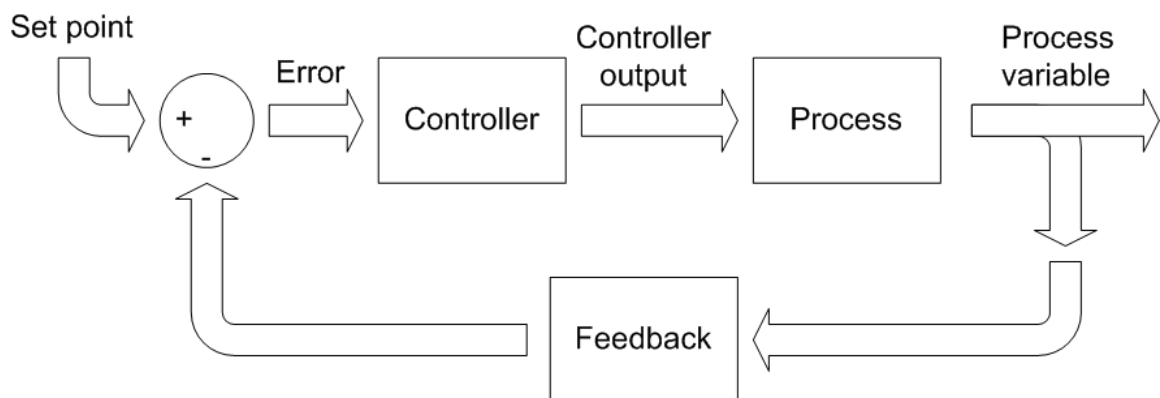 Set point
Error
Controller
output
Process
variable
+
-
Controller
Process
Feedback